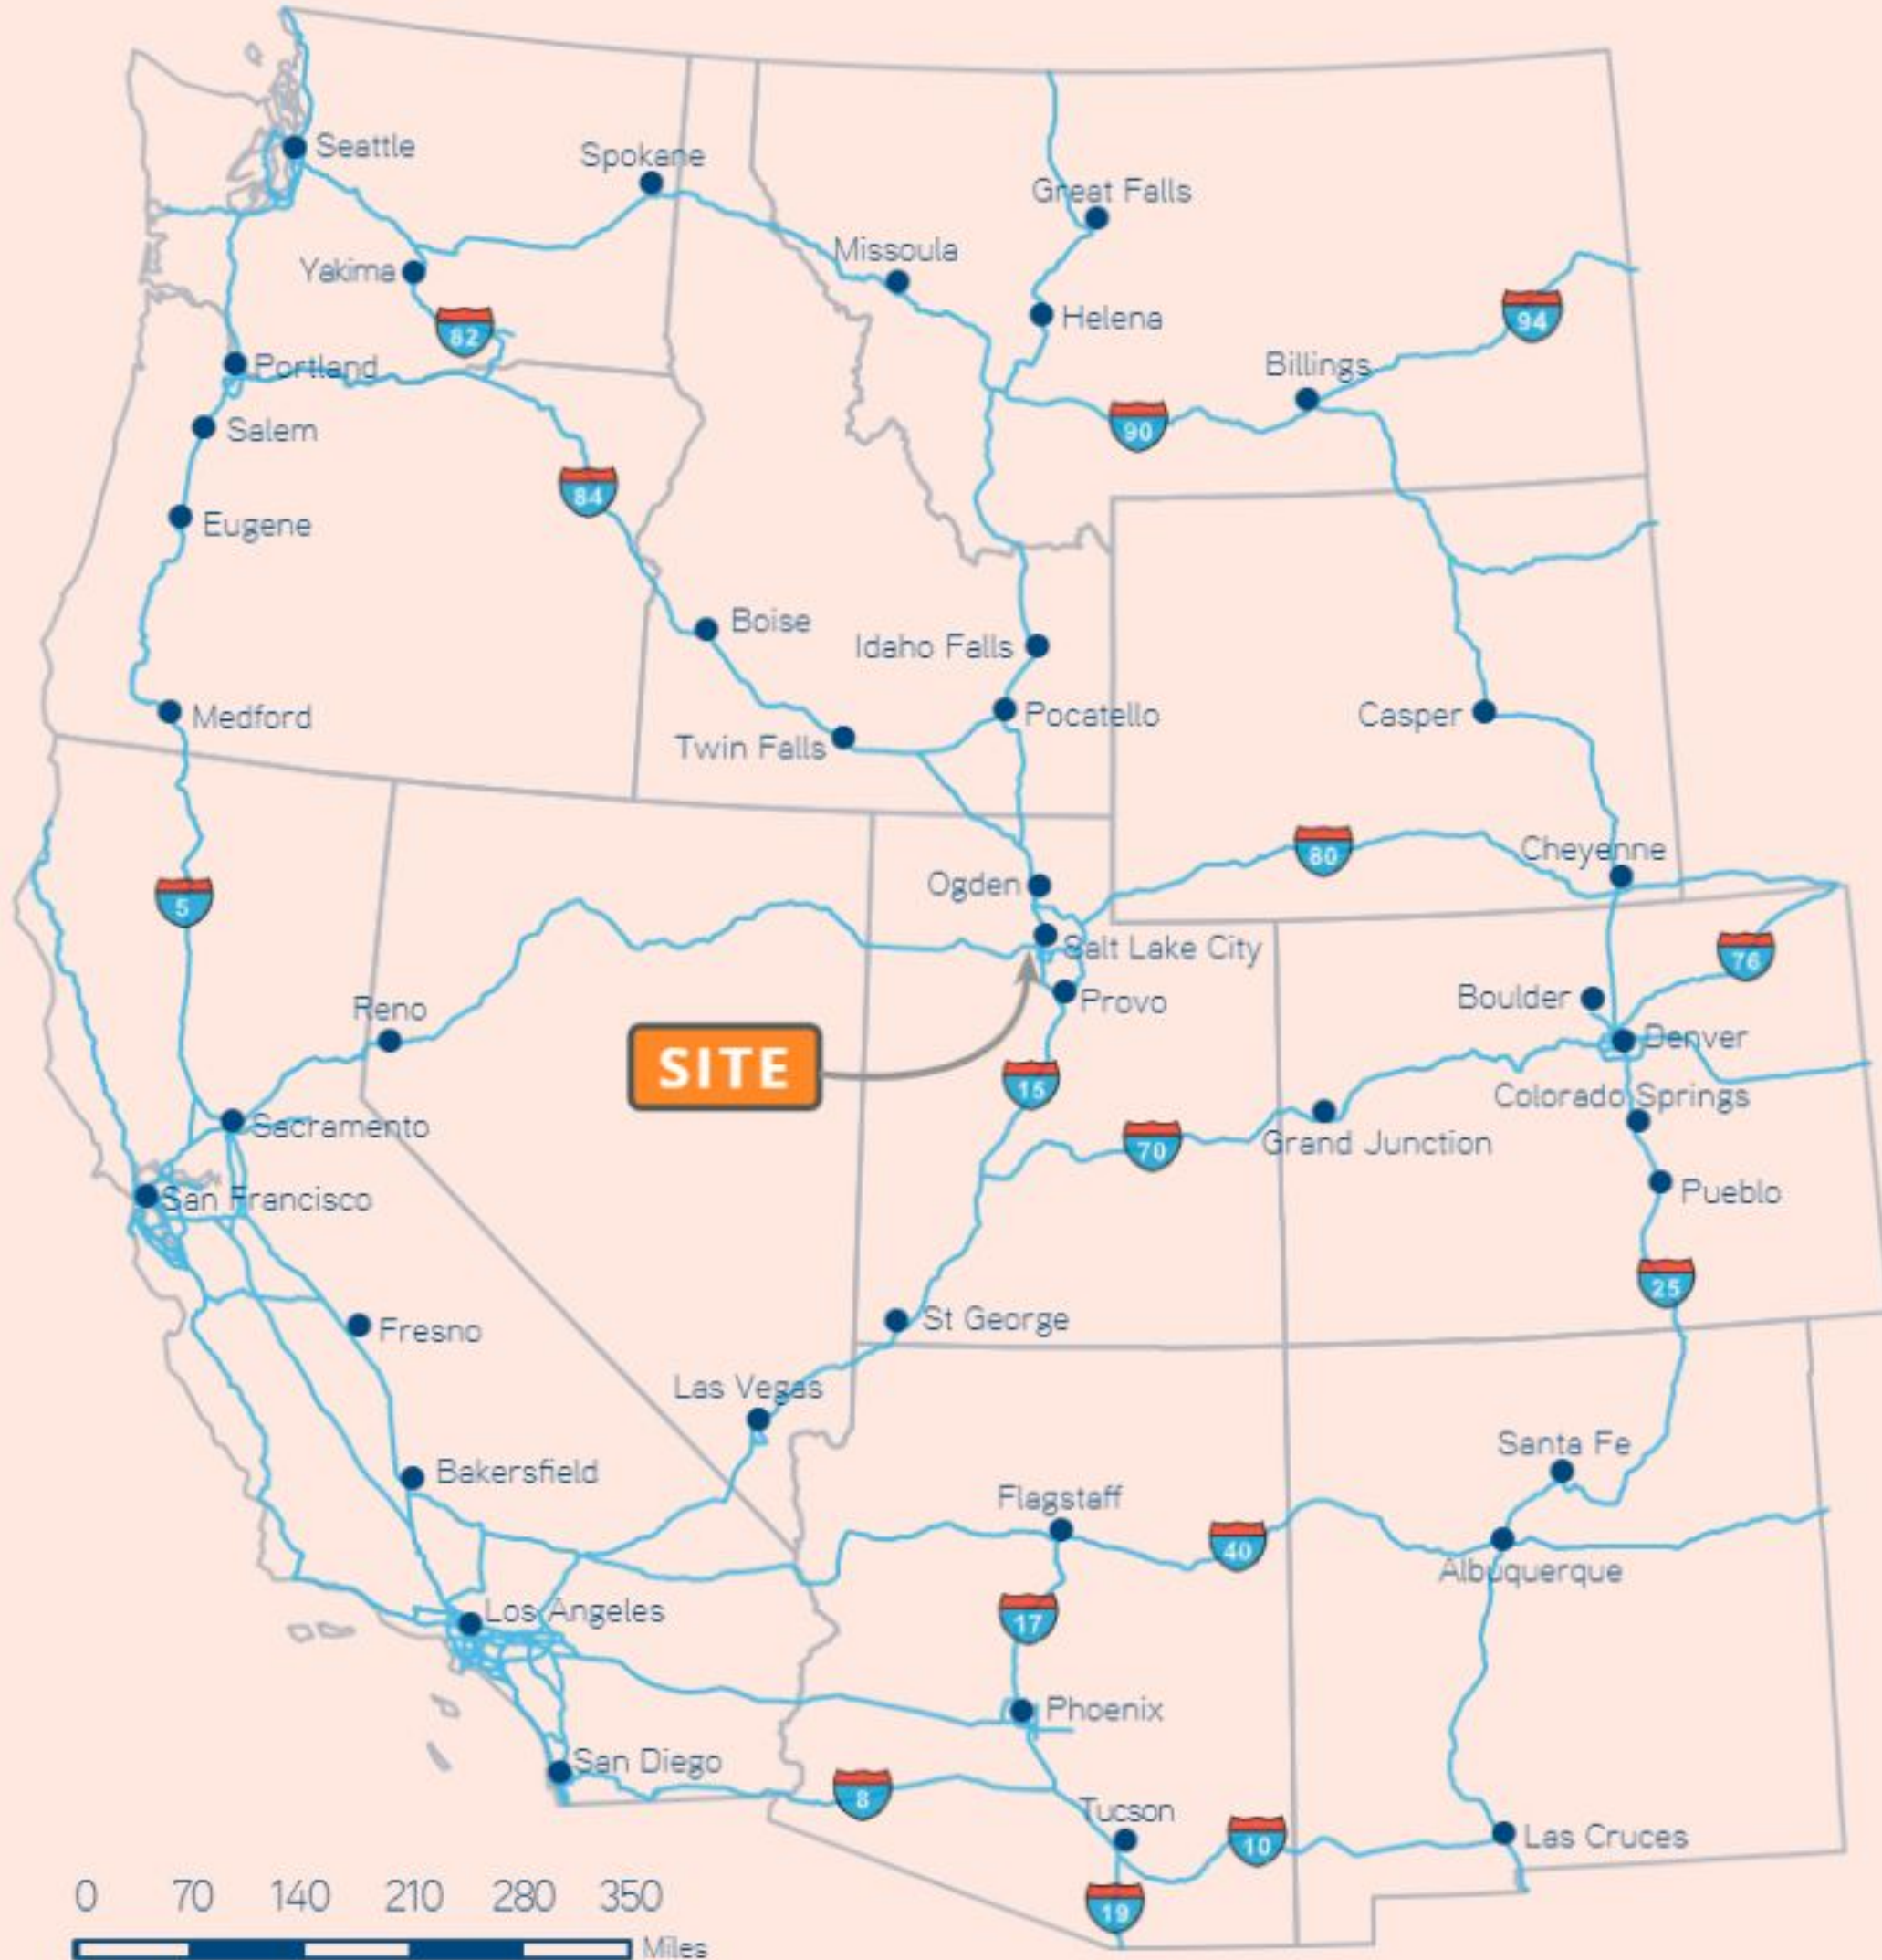 Seattle
Spokane
Great Falls
Missoula
Yakima
Helena
82
94
Portland
Billings
90
Salem
84
Eugene
Boise
Idaho Falls
Medford
Pocatello
Casper
Twin Falls
80
Cheyenne
5
Ogden
Salt Lake City
76
Reno
Provo
Boulder
Denver
SITE
15
Colorado Springs
Sacramento
70
Grand Junction
San Francisco
Pueblo
25
Fresno
St George
Las Vegas
Santa Fe
Bakersfield
Flagstaff
40
Albuquerque
Los Angeles
17
Phoenix
San Diego
8
Tucson
10
Las Cruces
0 70 140 210 280 350
19
Miles